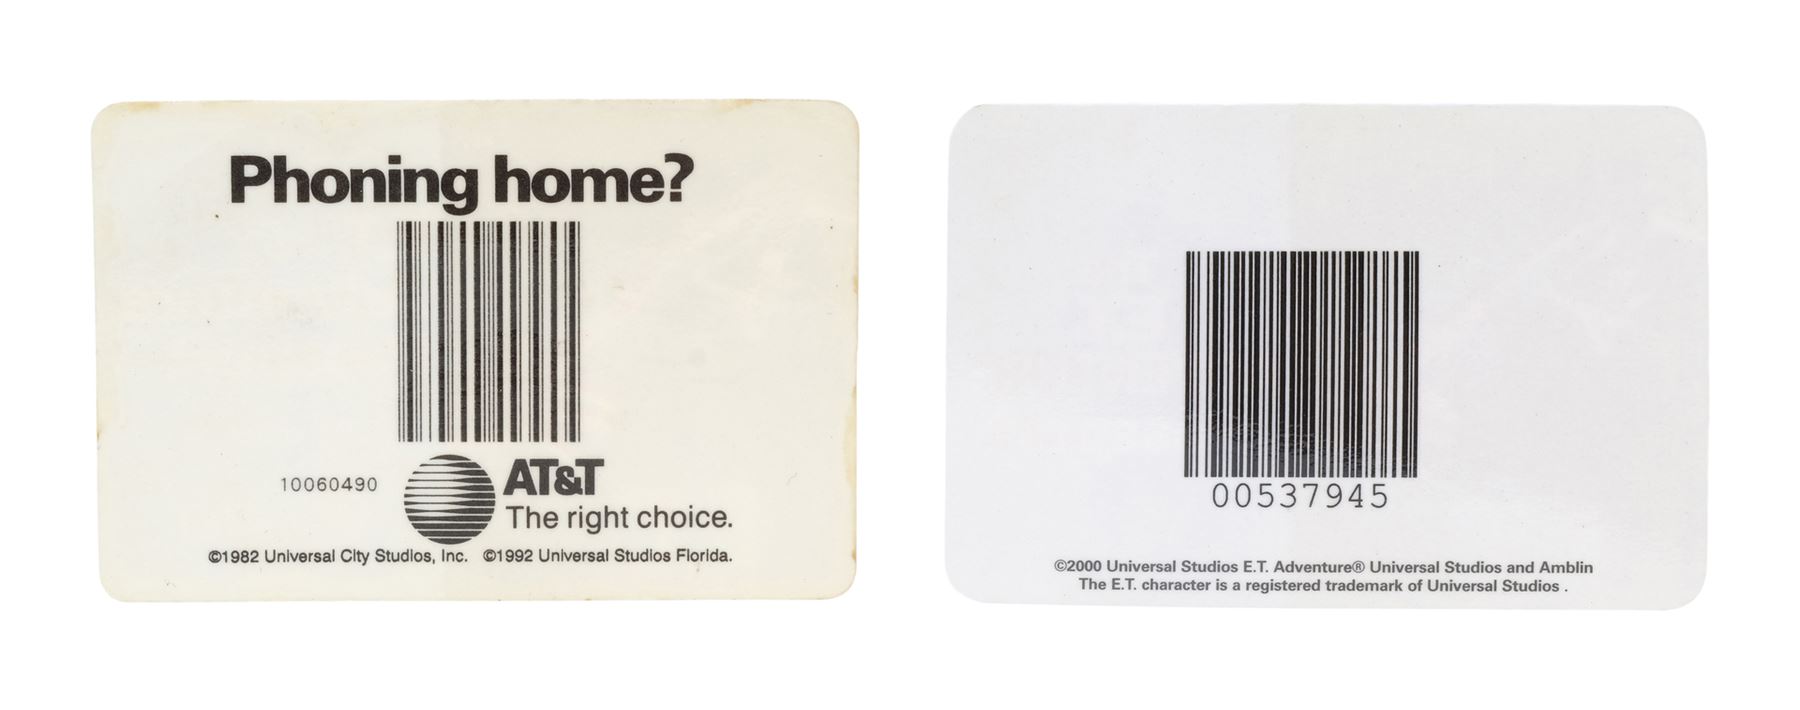 Phoning home?
10060490
AT&T
The right choice.
©1982 Universal City Studios, Inc. ©1992 Universal Studios Florida.
00537945
©2000 Universal Studios E.T. Adventure® Universal Studios and Amblin
The E.T. character is a registered trademark of Universal Studios .